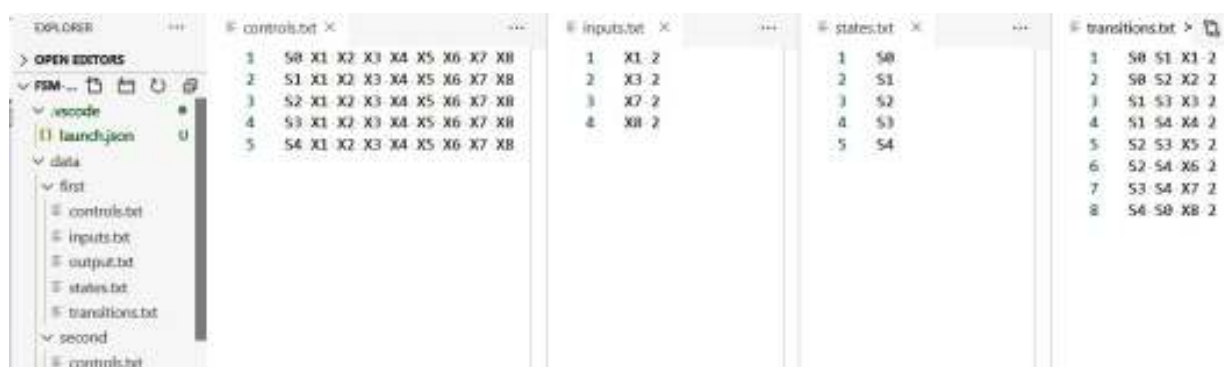 EXPLORER
OPEN EDITORS
FSM-...
.vscode
launch.json U
data
first
controls.txt
inputs.txt
output.txt
states.txt
transitions.txt
second
controls.txt
controls.txt
1 S0 X1 X2 X3 X4 X5 X6 X7 X8
2 S1 X1 X2 X3 X4 X5 X6 X7 X8
3 S2 X1 X2 X3 X4 X5 X6 X7 X8
4 S3 X1 X2 X3 X4 X5 X6 X7 X8
5 S4 X1 X2 X3 X4 X5 X6 X7 X8
inputs.txt
1 X1 2
2 X3 2
3 X7 2
4 X8 2
states.txt
1 S0
2 S1
3 S2
4 S3
5 S4
transitions.txt
1 S0 S1 X1 2
2 S0 S2 X2 2
3 S1 S3 X3 2
4 S1 S4 X4 2
5 S2 S3 X5 2
6 S2 S4 X6 2
7 S3 S4 X7 2
8 S4 S0 X8 2